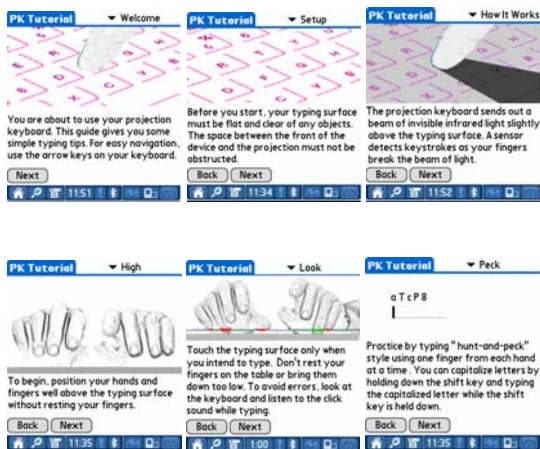 PK Tutorial Welcome
You are about to use your projection
keyboard. This guide gives you some
simple typing tips. For easy navigation,
use the arrow keys on your keyboard.
Next
11:51
PK Tutorial Setup
Before you start, your typing surface
must be flat and clear of any objects.
The space between the front of the
device and the projection must not be
obstructed.
Back Next
11:34
PK Tutorial How It Works
The projection keyboard sends out a
beam of invisible infrared light slightly
above the typing surface. A sensor
detects keystrokes as your fingers
break the beam of light.
Back Next
11:52
PK Tutorial High
To begin, position your hands and
fingers well above the typing surface
without resting your fingers.
Back Next
11:35
PK Tutorial Look
Touch the typing surface only when
you intend to type. Don't rest your
fingers on the table or bring them
down too low. To avoid errors, look at
the keyboard and listen to the click
sound while typing.
Back Next
1:00
PK Tutorial Peck
a T c P 8
Practice by typing "hunt-and-peck"
style using one finger from each hand
at a time. You can capitalize letters by
holding down the shift key and typing
the capitalized letter while the shift
key is held down.
Back Next
11:35